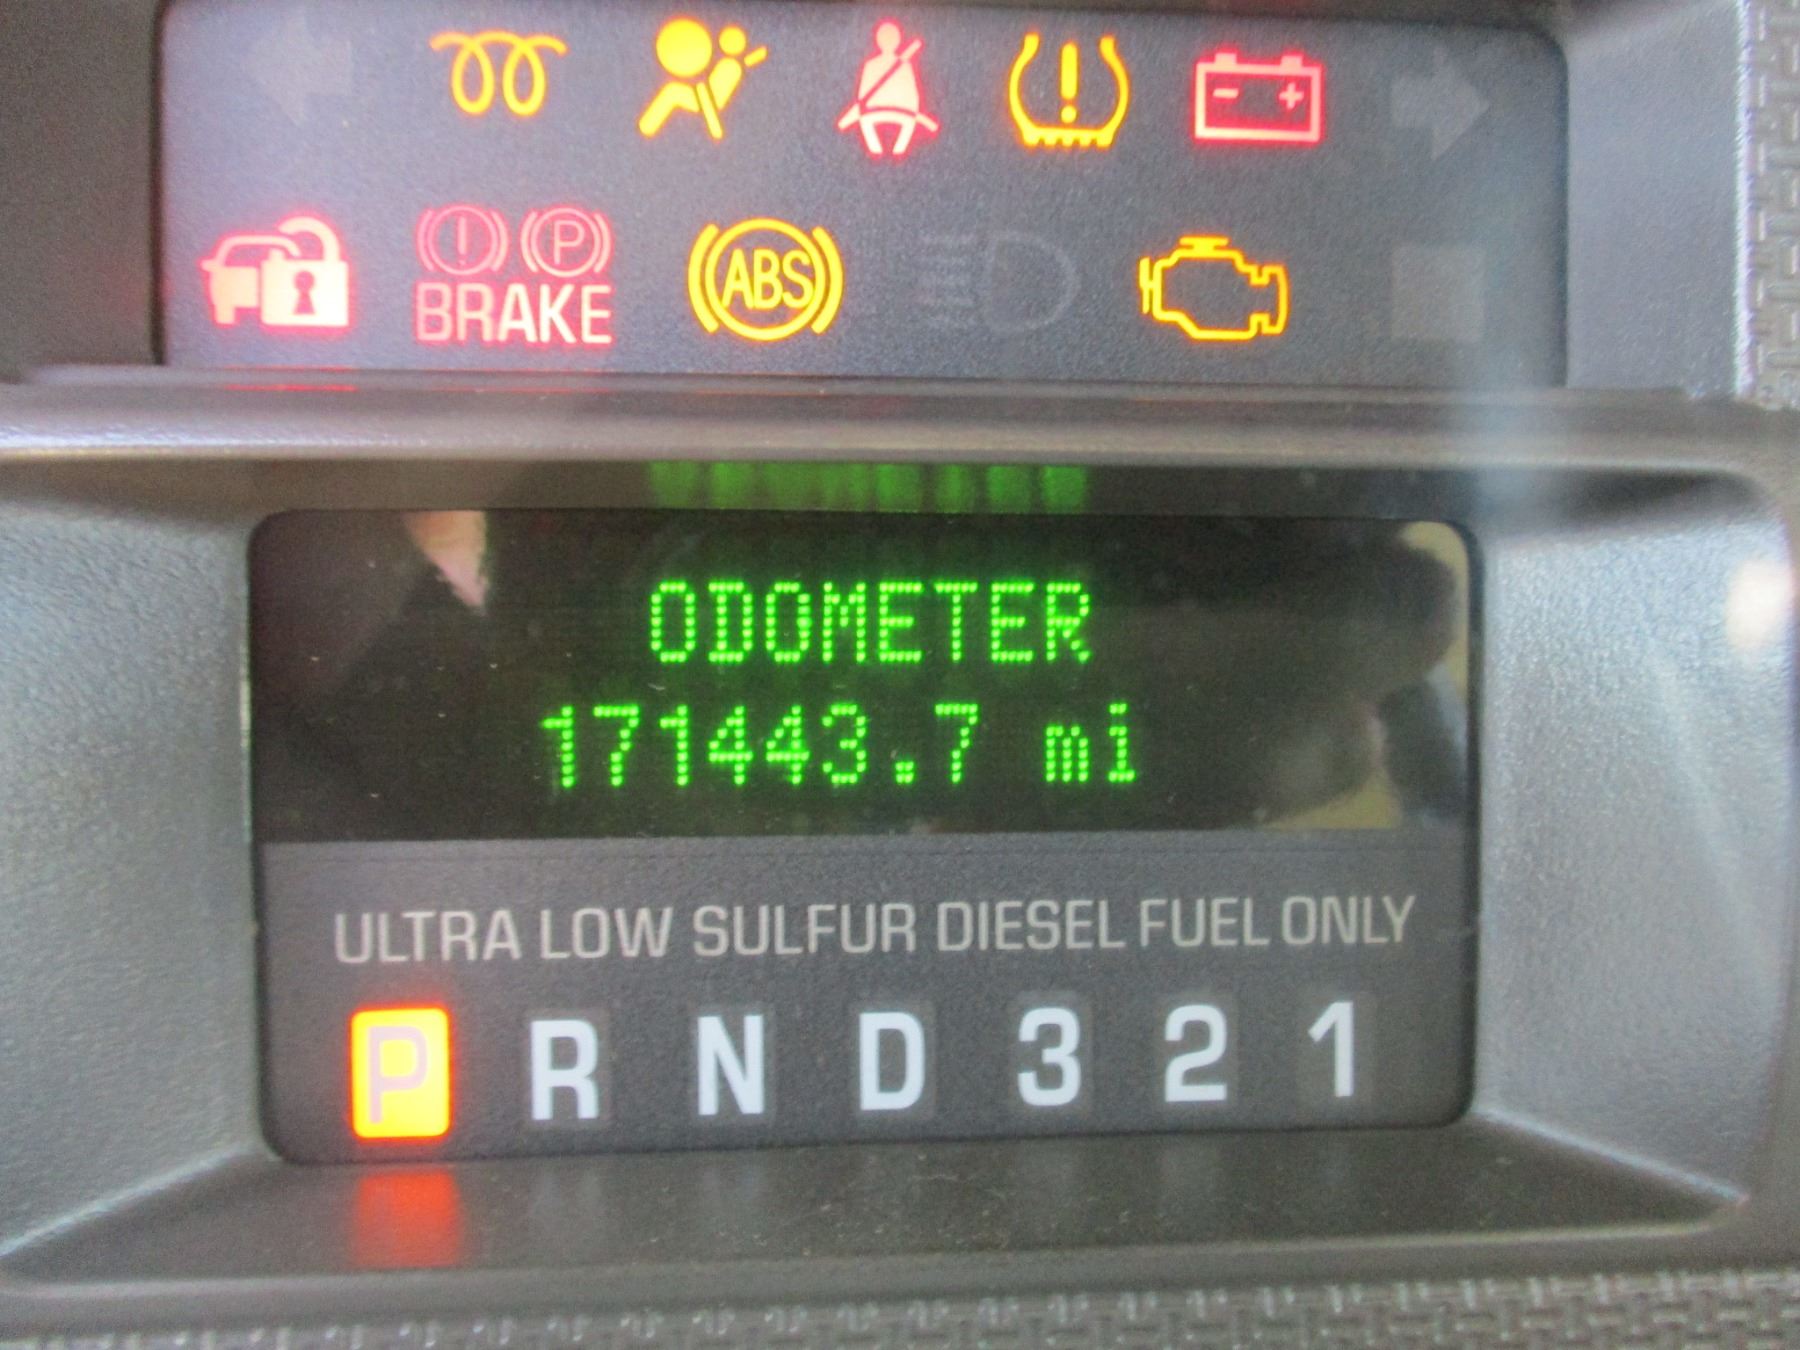 ! P
BRAKE ABS
ODOMETER
171443.7 mi
ULTRA LOW SULFUR DIESEL FUEL ONLY
P R N D 3 2 1